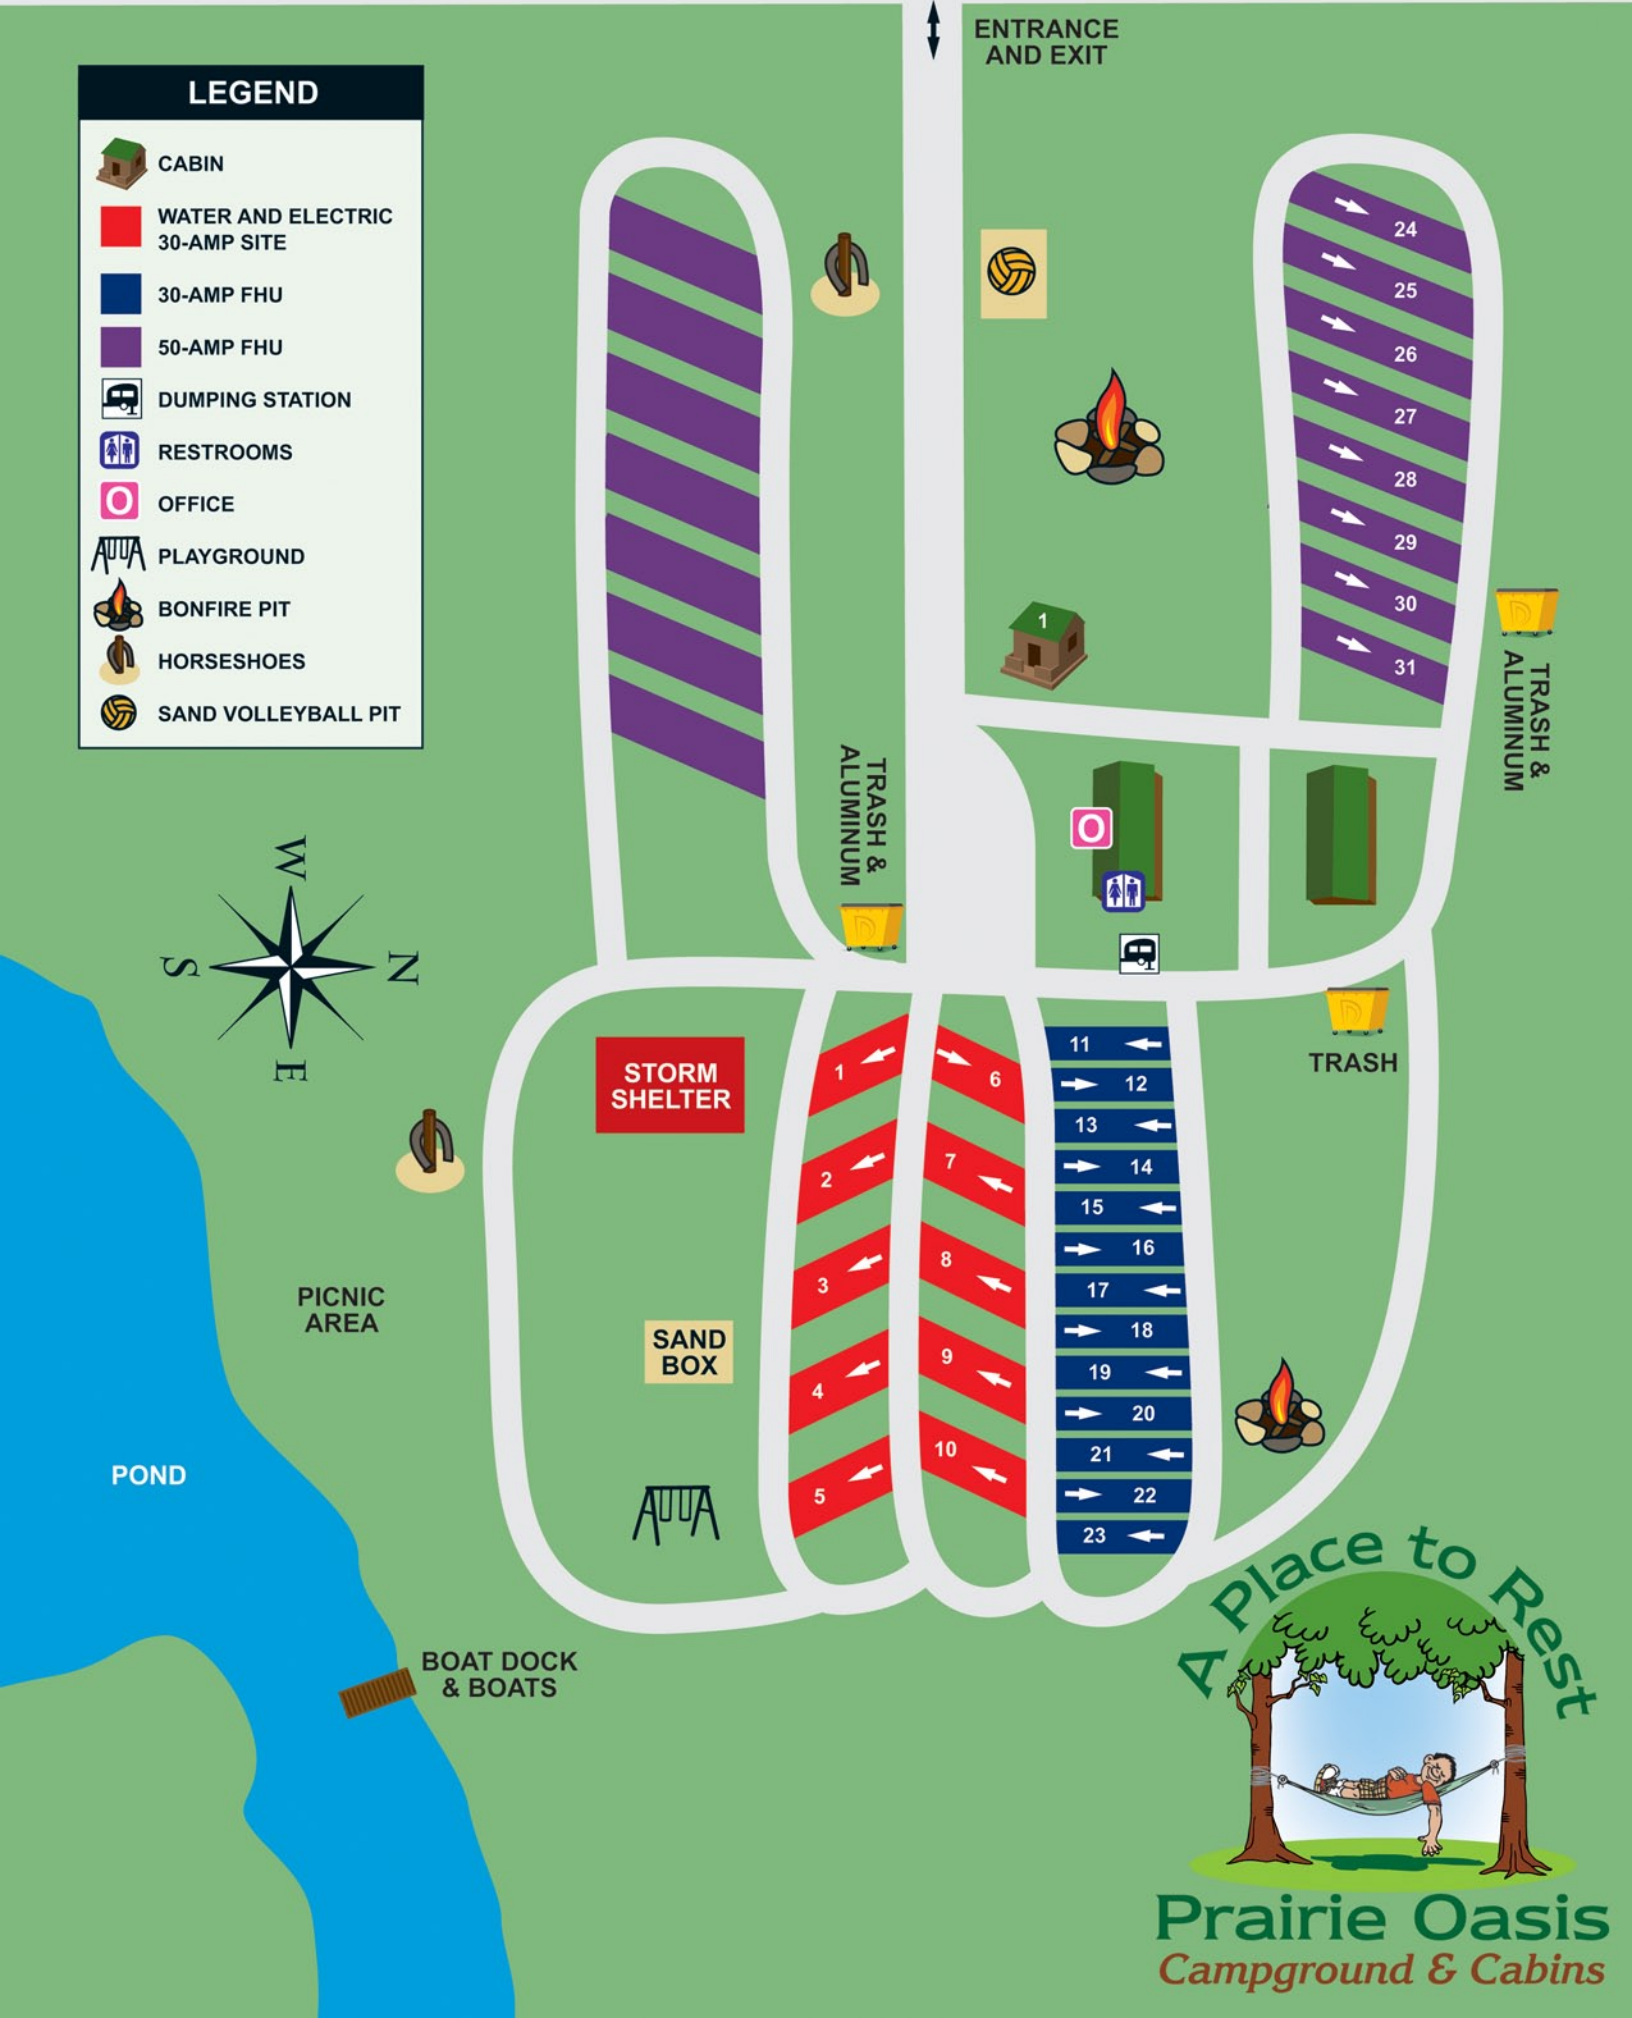 ENTRANCE
AND EXIT
LEGEND
CABIN
WATER AND ELECTRIC
30-AMP SITE
30-AMP FHU
50-AMP FHU
DUMPING STATION
RESTROOMS
O
OFFICE
PLAYGROUND
BONFIRE PIT
HORSESHOES
SAND VOLLEYBALL PIT
24
25
26
27
28
29
30
31
1
TRASH &
ALUMINUM
TRASH &
ALUMINUM
O
W
S
N
E
TRASH
STORM
SHELTER
1
2
3
4
5
6
7
8
9
10
11
12
13
14
15
16
17
18
19
20
21
22
23
PICNIC
AREA
SAND
BOX
POND
BOAT DOCK
& BOATS
A Place to Rest
Prairie Oasis
Campground & Cabins